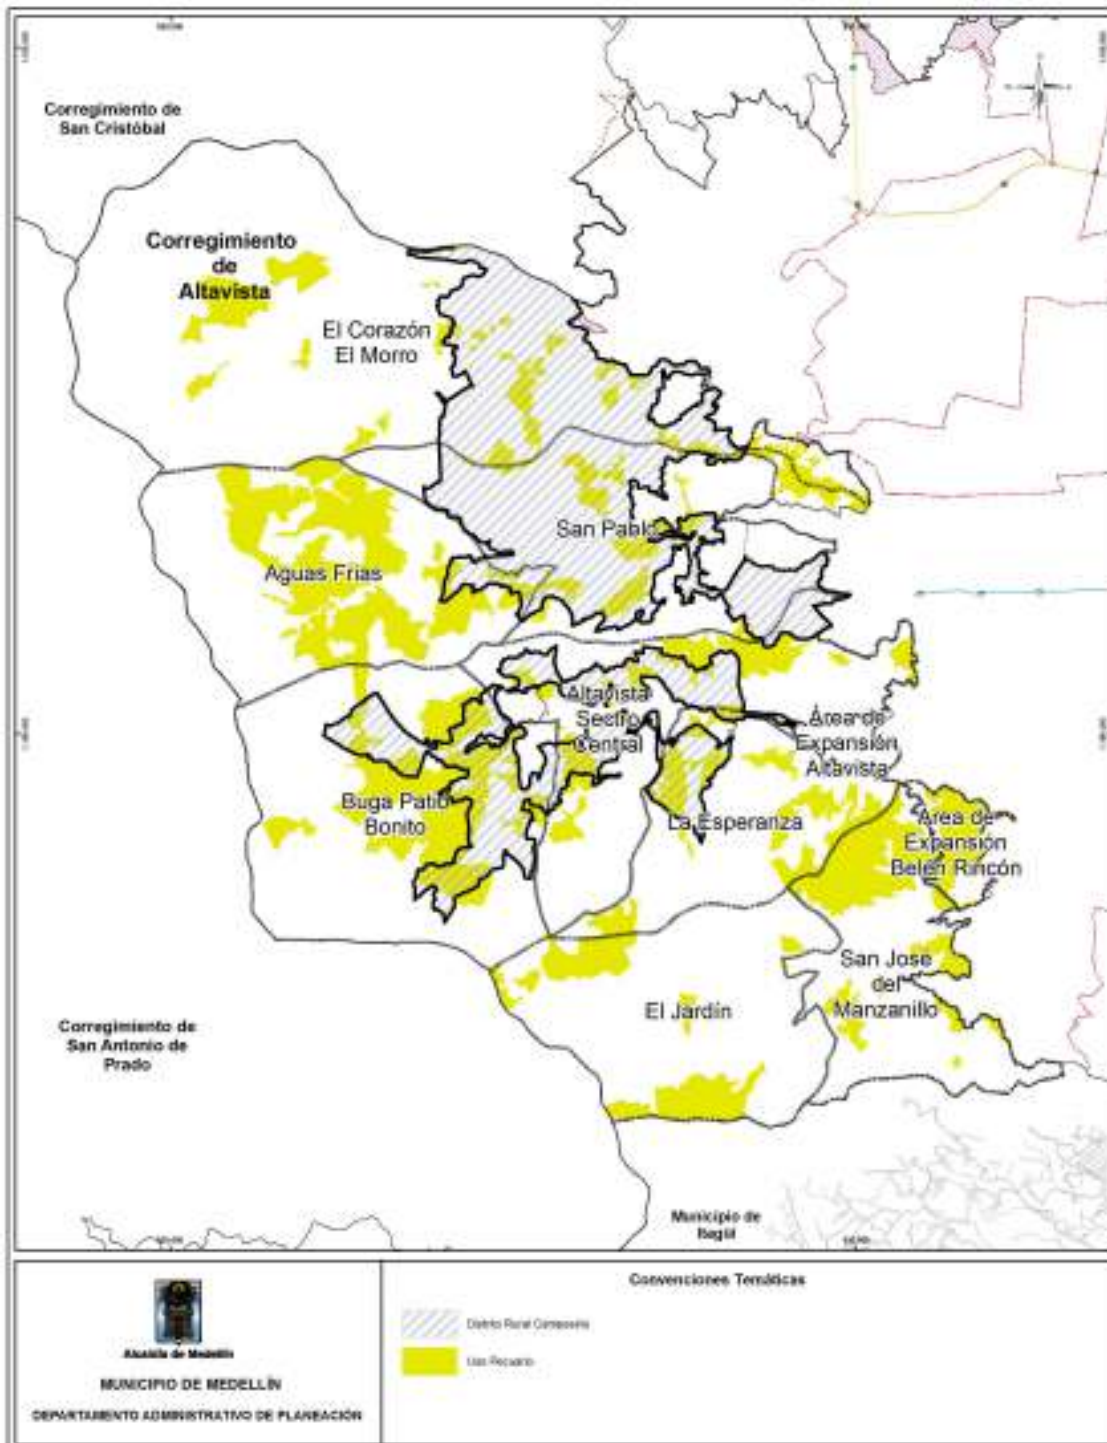 Corregimiento de
San Cristóbal
Corregimiento
de
Altavista
El Corazón
El Morro
San Pablo
Aguas Frias
Altavista
Sectro
Central
Área de
Expansión
Altavista
Buga Patio
Bonito
La Esperanza
Área de
Expansión
Belén Rincón
San Jose
del
Manzanillo
El Jardín
Corregimiento de
San Antonio de
Prado
Municipio de
Itagüí
Convenciones Temáticas
Distrito Rural Campesino
Uso Pecuario
Alcaldía de Medellín
MUNICIPIO DE MEDELLÍN
DEPARTAMENTO ADMINISTRATIVO DE PLANEACIÓN